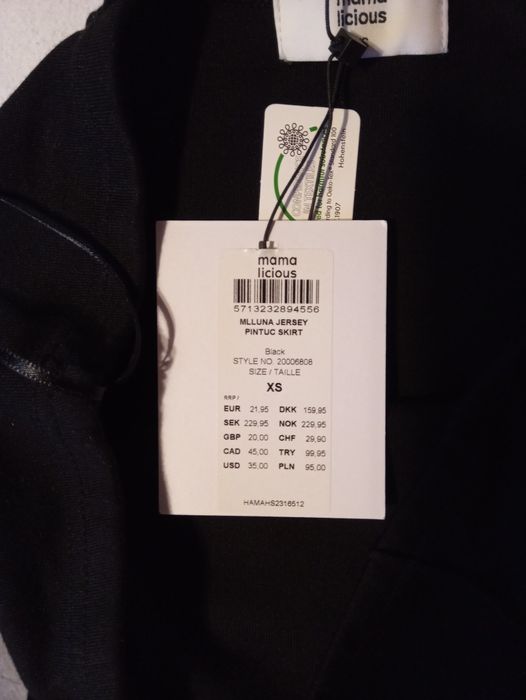 mama
licious
s
Hohenstein
1907
mama
licious
5713232894556
MLLUNA JERSEY
PINTUC SKIRT
Black
STYLE NO. 20006808
SIZE / TAILLE
XS
RRP /
EUR 21,95 DKK 159,95
SEK 229,95 NOK 229,95
GBP 20,00 CHF 29,90
CAD 45,00 TRY 99,95
USD 35,00 PLN 95,00
HAMAHS2316512